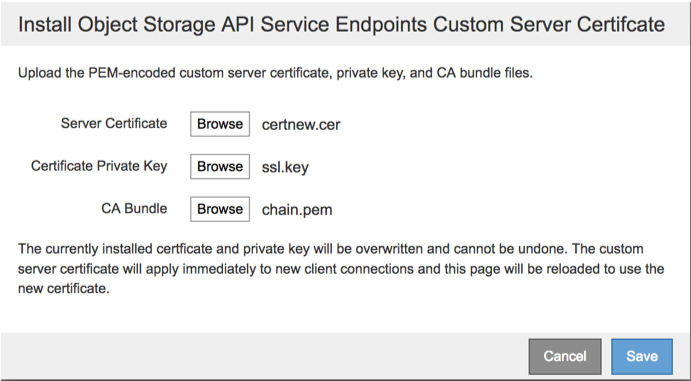 Install Object Storage API Service Endpoints Custom Server Certifcate
Upload the PEM-encoded custom server certificate, private key, and CA bundle files.
Server Certificate Browse certnew.cer
Certificate Private Key Browse ssl.key
CA Bundle Browse chain.pem
The currently installed certficate and private key will be overwritten and cannot be undone. The custom
server certificate will apply immediately to new client connections and this page will be reloaded to use the
new certificate.
Cancel Save